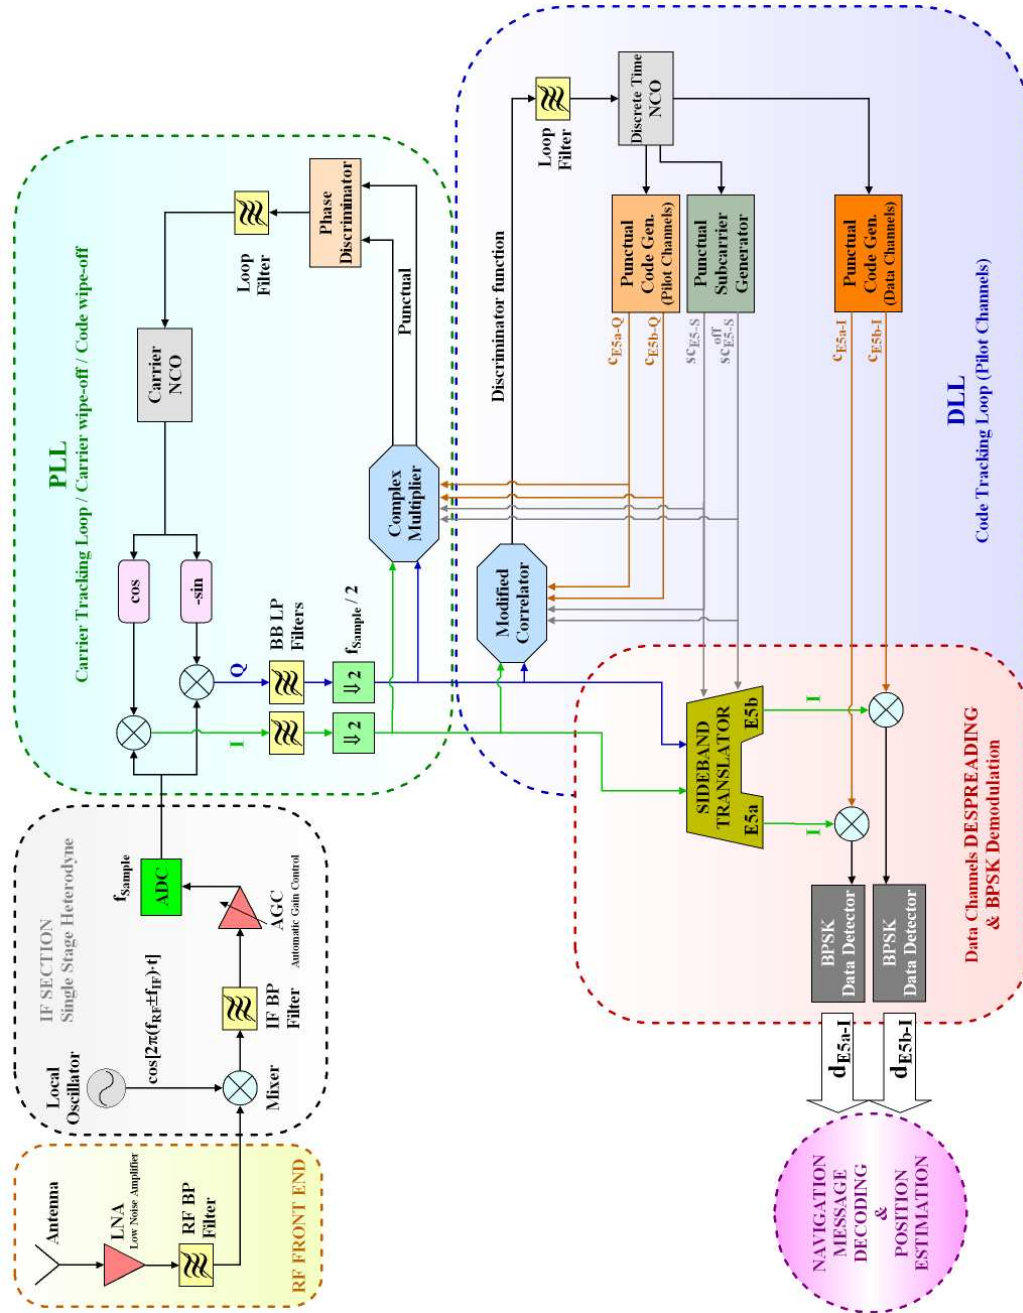 RF FRONT END
Antenna
LNA
Low Noise Amplifier
RF BP
Filter
IF SECTION
Single Stage Heterodyne
Local
Oscillator
cos[2π(fRF±fIF)·t]
Mixer
IF BP
Filter
AGC
Automatic Gain Control
fSample
ADC
PLL
Carrier Tracking Loop / Carrier wipe-off / Code wipe-off
cos
-sin
Carrier
NCO
Loop
Filter
Phase
Discriminator
Punctual
I
Q
BB LP
Filters
⇓2
⇓2
fSample / 2
Complex
Multiplier
Discriminator function
Loop
Filter
Discrete Time
NCO
Modified
Correlator
Punctual
Code Gen.
(Pilot Channels)
cE5a-Q
cE5b-Q
Punctual
Subcarrier
Generator
scE5-S
scoffE5-S
Punctual
Code Gen.
(Data Channels)
cE5a-I
cE5b-I
DLL
Code Tracking Loop (Pilot Channels)
SIDEBAND
TRANSLATOR
E5a
E5b
I
I
BPSK
Data Detector
BPSK
Data Detector
Data Channels DESPREADING
& BPSK Demodulation
dE5a-I
dE5b-I
NAVIGATION
MESSAGE
DECODING
&
POSITION
ESTIMATION